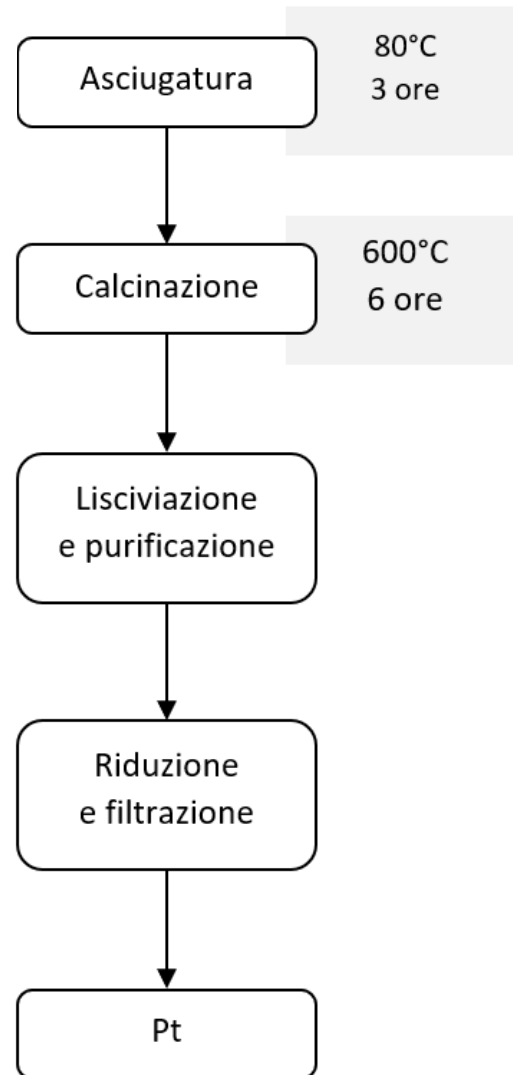 Asciugatura
80°C
3 ore
Calcinazione
600°C
6 ore
Lisciviazione
e purificazione
Riduzione
e filtrazione
Pt